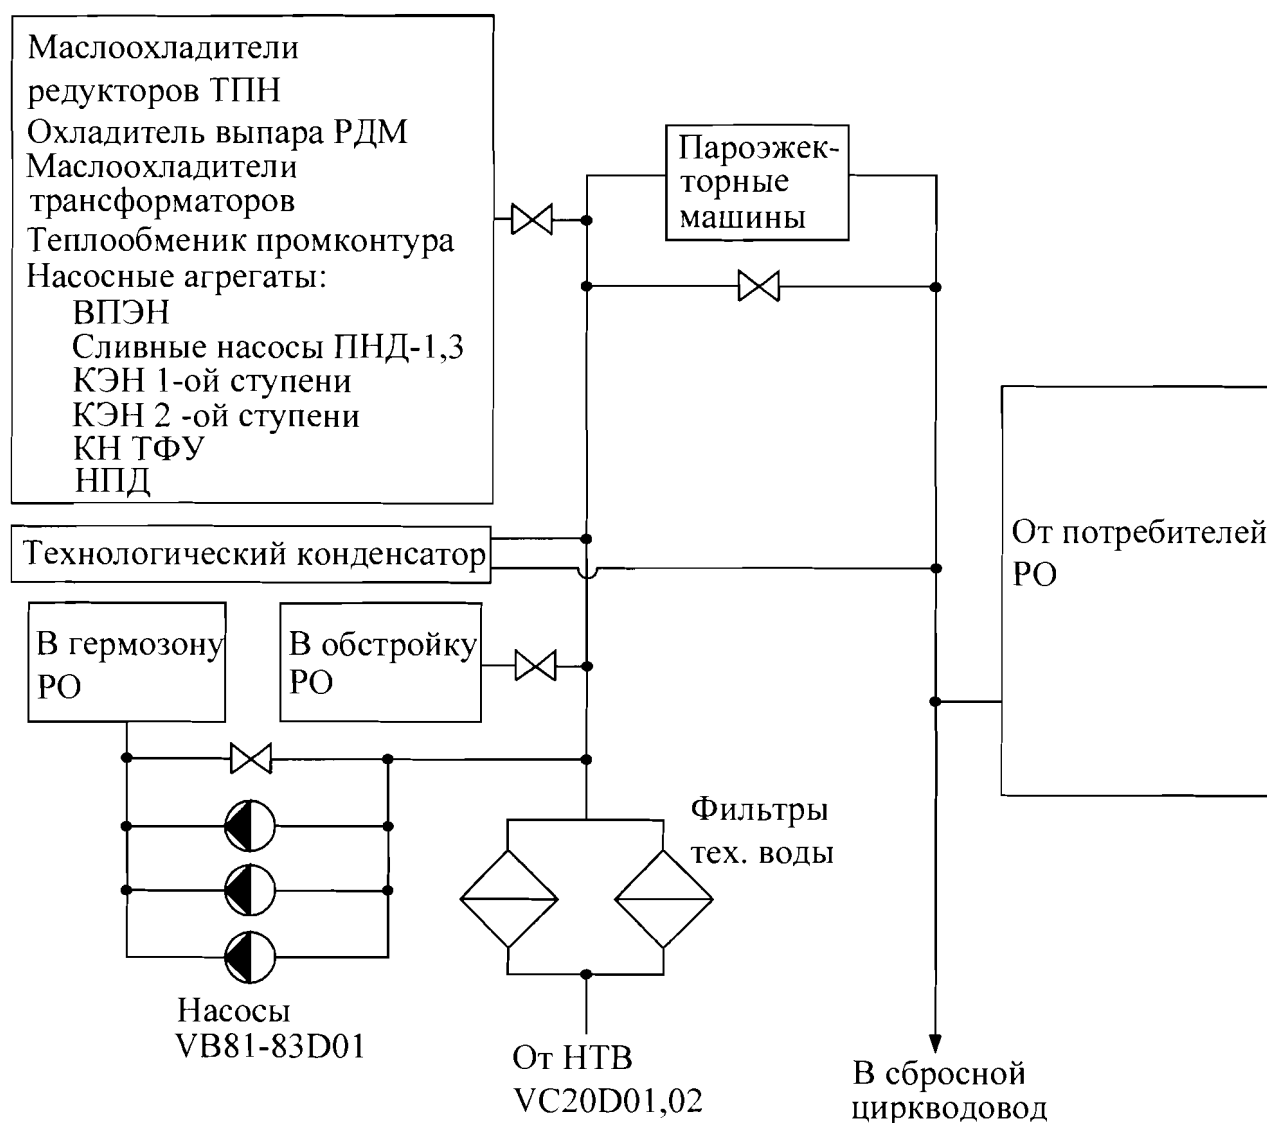 Маслоохладители
редукторов ТПН
Охладитель выпара РДМ
Маслоохладители
трансформаторов
Теплообменик промконтура
Насосные агрегаты:
ВПЭН
Сливные насосы ПНД-1,3
КЭН 1-ой ступени
КЭН 2 -ой ступени
КН ТФУ
НПД
Пароэжек-
торные
машины
Технологический конденсатор
От потребителей
РО
В гермозону
РО
В обстройку
РО
Фильтры
тех. воды
Насосы
VB81-83D01
От НТВ
VC20D01,02
В сбросной
циркводовод